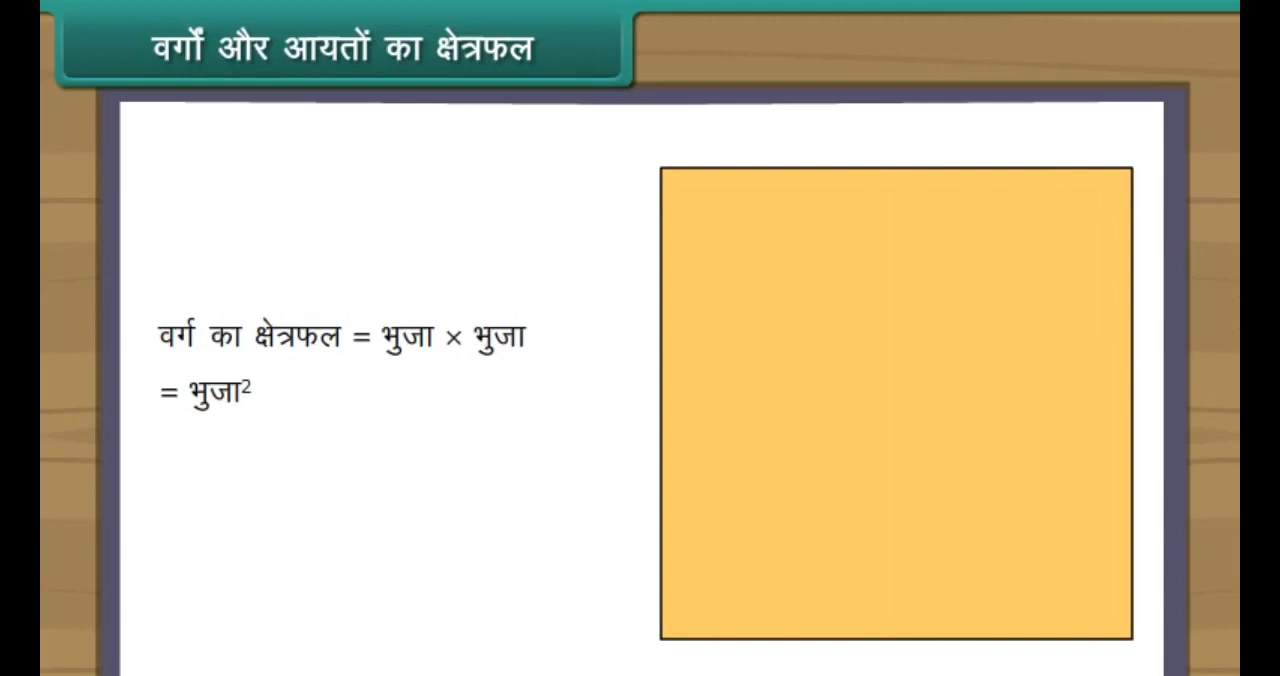 वर्गों और आयतों का क्षेत्रफल
वर्ग का क्षेत्रफल = भुजा × भुजा
= भुजा²